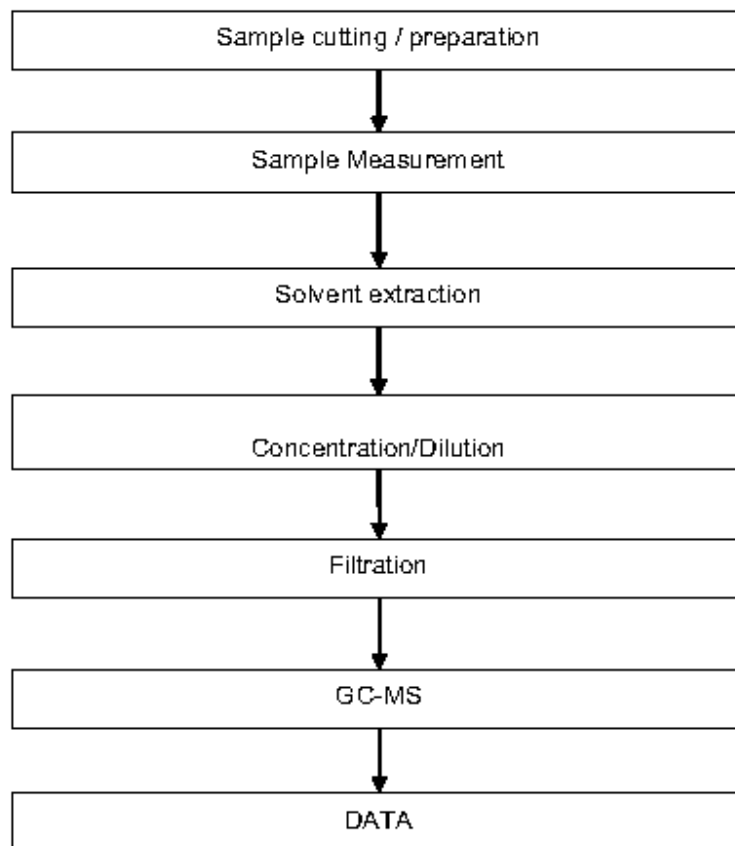 Sample cutting / preparation
Sample Measurement
Solvent extraction
Concentration/Dilution
Filtration
GC-MS
DATA